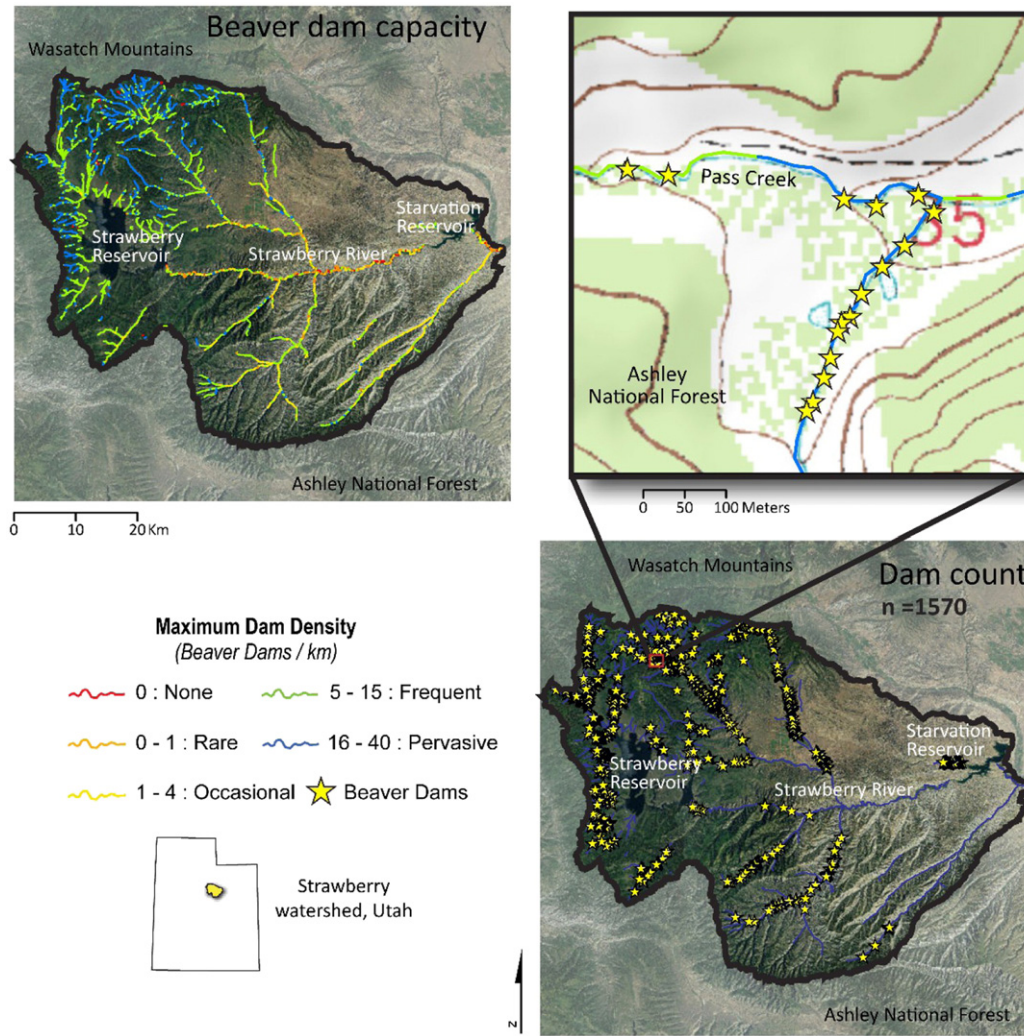 Beaver dam capacity
Wasatch Mountains
Strawberry
Reservoir
Strawberry River
Starvation
Reservoir
Ashley National Forest
0 10 20 Km
Pass Creek
35
Ashley
National Forest
0 50 100 Meters
Maximum Dam Density
(Beaver Dams / km)
0 : None
5 - 15 : Frequent
0 - 1 : Rare
16 - 40 : Pervasive
1 - 4 : Occasional
Beaver Dams
Strawberry
watershed, Utah
N
Wasatch Mountains
Dam count
n =1570
Starvation
Reservoir
Strawberry
Reservoir
Strawberry River
Ashley National Forest